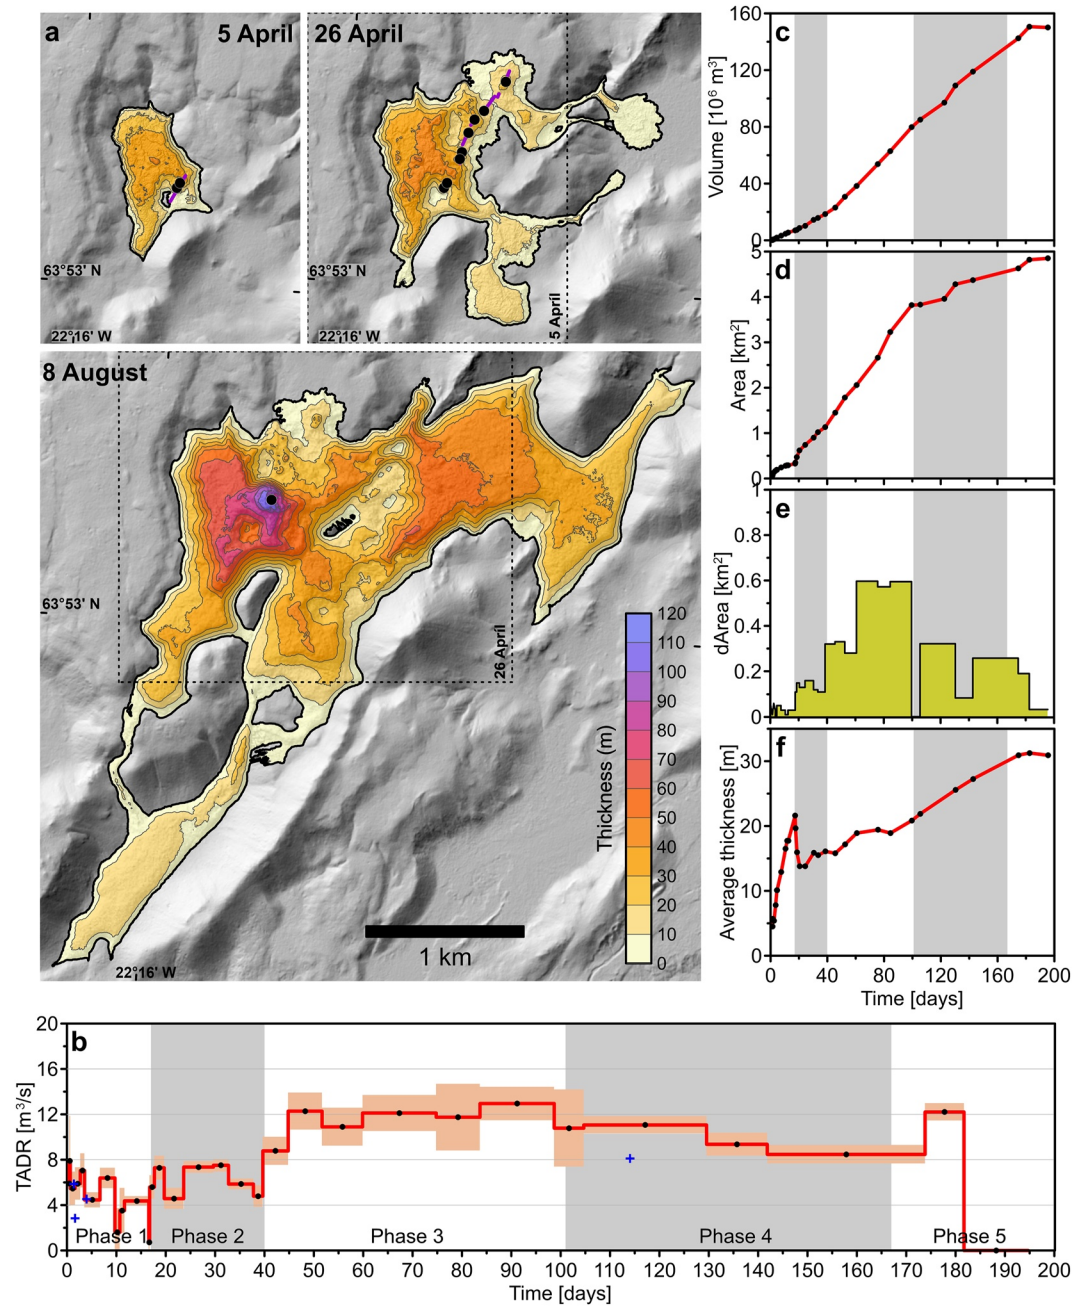 a
5 April
26 April
63°53' N
22°16' W
63°53' N
22°16' W
5 April
8 August
63°53' N
22°16' W
26 April
Thickness (m)
120
110
100
90
80
70
60
50
40
30
20
10
0
1 km
c
Volume [10⁶ m³]
160
120
80
40
0
d
Area [km²]
5
4
3
2
1
0
e
dArea [km²]
1
0.8
0.6
0.4
0.2
0
f
Average thickness [m]
30
20
10
0
0 40 80 120 160 200
Time [days]
b
TADR [m³/s]
20
16
12
8
4
0
Phase 1 Phase 2 Phase 3 Phase 4 Phase 5
0 10 20 30 40 50 60 70 80 90 100 110 120 130 140 150 160 170 180 190 200
Time [days]